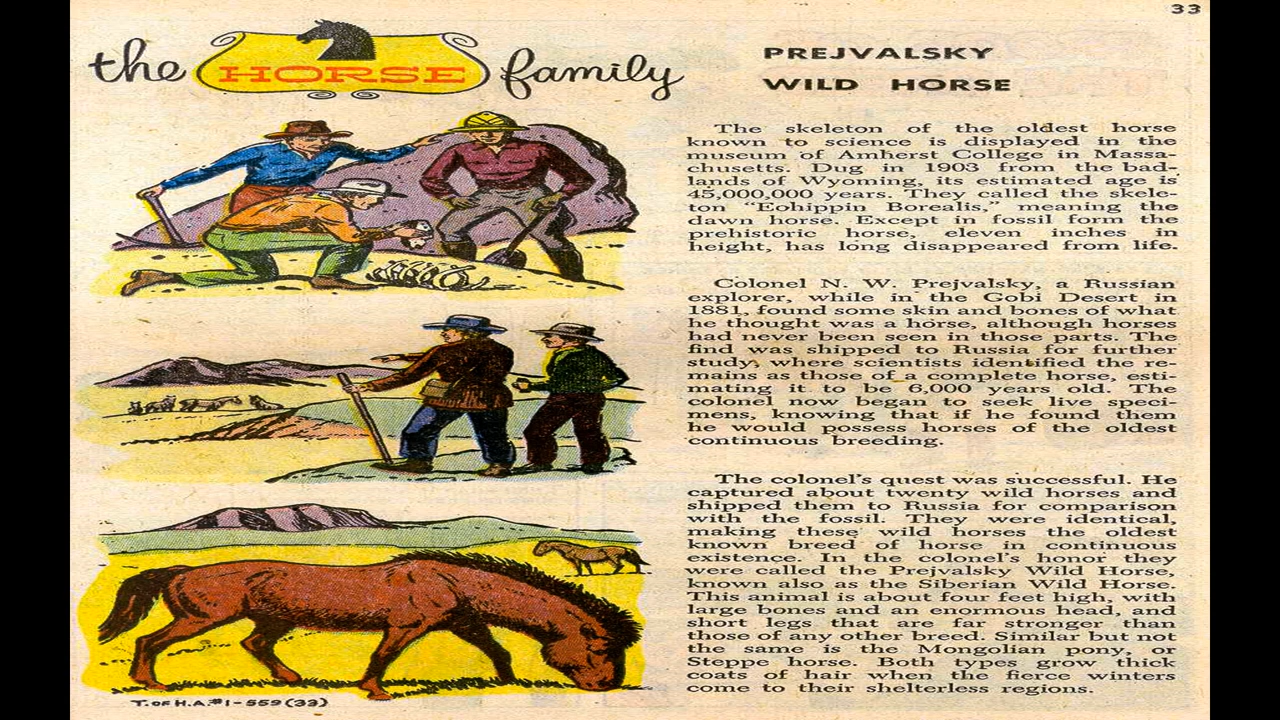 33
the HORSE family
PREJVALSKY
WILD HORSE
The skeleton of the oldest horse
known to science is displayed in the
museum of Amherst College in Massa-
chusetts. Dug in 1903 from the bad-
lands of Wyoming, its estimated age is
45,000,000 years. They called the skele-
ton "Eohippin Borealis," meaning the
dawn horse. Except in fossil form the
prehistoric horse, eleven inches in
height, has long disappeared from life.
Colonel N. W. Prejvalsky, a Russian
explorer, while in the Gobi Desert in
1881, found some skin and bones of what
he thought was a horse, although horses
had never been seen in those parts. The
find was shipped to Russia for further
study, where scientists identified the re-
mains as those of a complete horse, esti-
mating it to be 6,000 years old. The
colonel now began to seek live speci-
mens, knowing that if he found them
he would possess horses of the oldest
continuous breeding.
The colonel's quest was successful. He
captured about twenty wild horses and
shipped them to Russia for comparison
with the fossil. They were identical,
making these wild horses the oldest
known breed of horse in continuous
existence. In the colonel's honor they
were called the Prejvalsky Wild Horse,
known also as the Siberian Wild Horse.
This animal is about four feet high, with
large bones and an enormous head, and
short legs that are far stronger than
those of any other breed. Similar but not
the same is the Mongolian pony, or
Steppe horse. Both types grow thick
coats of hair when the fierce winters
come to their shelterless regions.
T. OF H.A.#1-559(33)